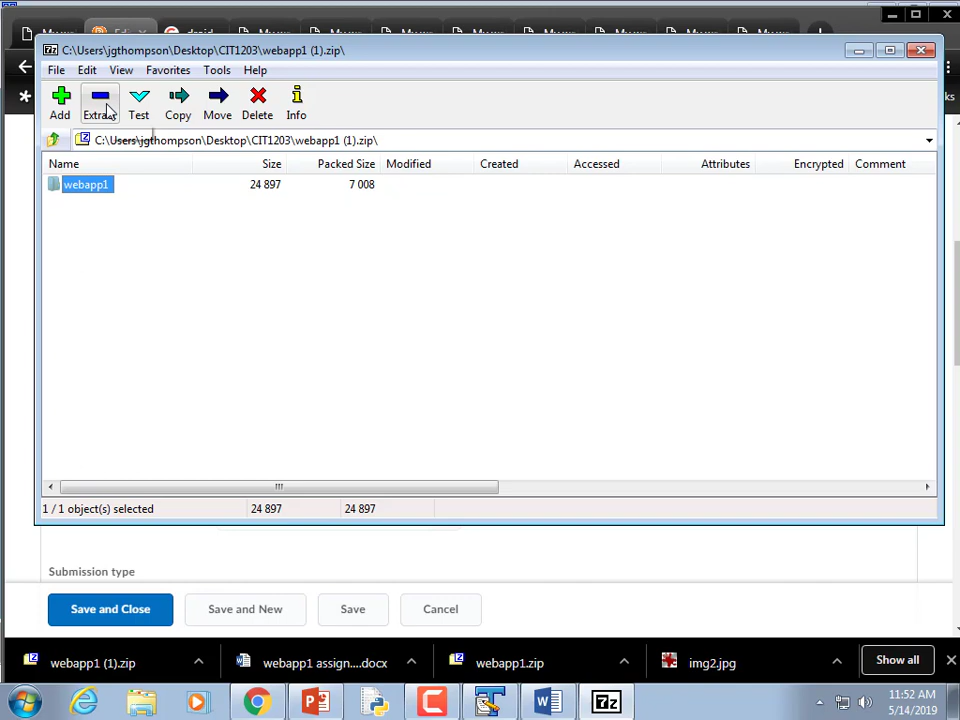 C:\Users\jgthompson\Desktop\CIT1203\webapp1 (1).zip\
File Edit View Favorites Tools Help
Add Extract Test Copy Move Delete Info
C:\Users\jgthompson\Desktop\CIT1203\webapp1 (1).zip\
Name Size Packed Size Modified Created Accessed Attributes Encrypted Comment
webapp1 24 897 7 008
1 / 1 object(s) selected 24 897 24 897
Submission type
Save and Close Save and New Save Cancel
webapp1 (1).zip webapp1 assign....docx webapp1.zip img2.jpg Show all
11:52 AM
5/14/2019